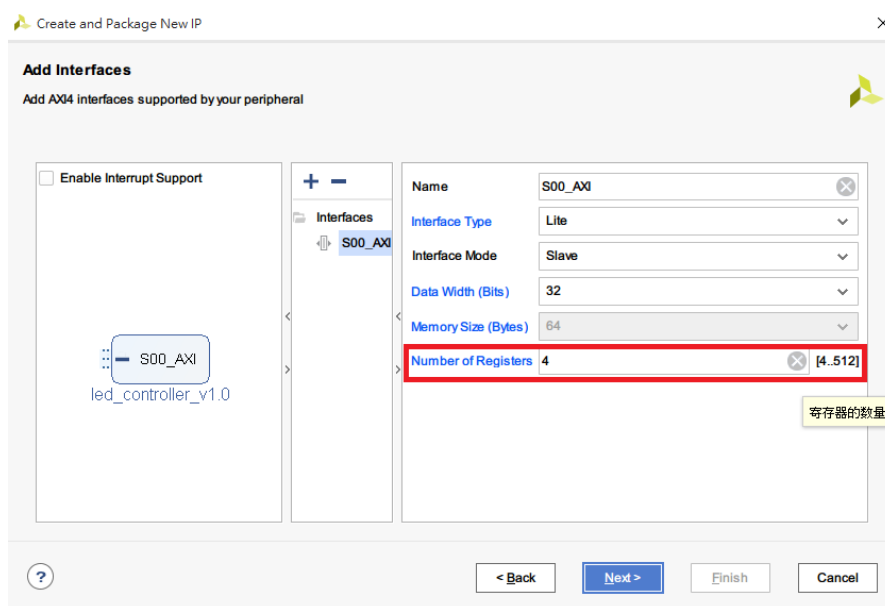 Create and Package New IP
Add Interfaces
Add AXI4 interfaces supported by your peripheral
Enable Interrupt Support
S00_AXI
led_controller_v1.0
Interfaces
S00_AXI
Name S00_AXI
Interface Type Lite
Interface Mode Slave
Data Width (Bits) 32
Memory Size (Bytes) 64
Number of Registers 4 [4..512]
寄存器的数量
? < Back Next > Finish Cancel